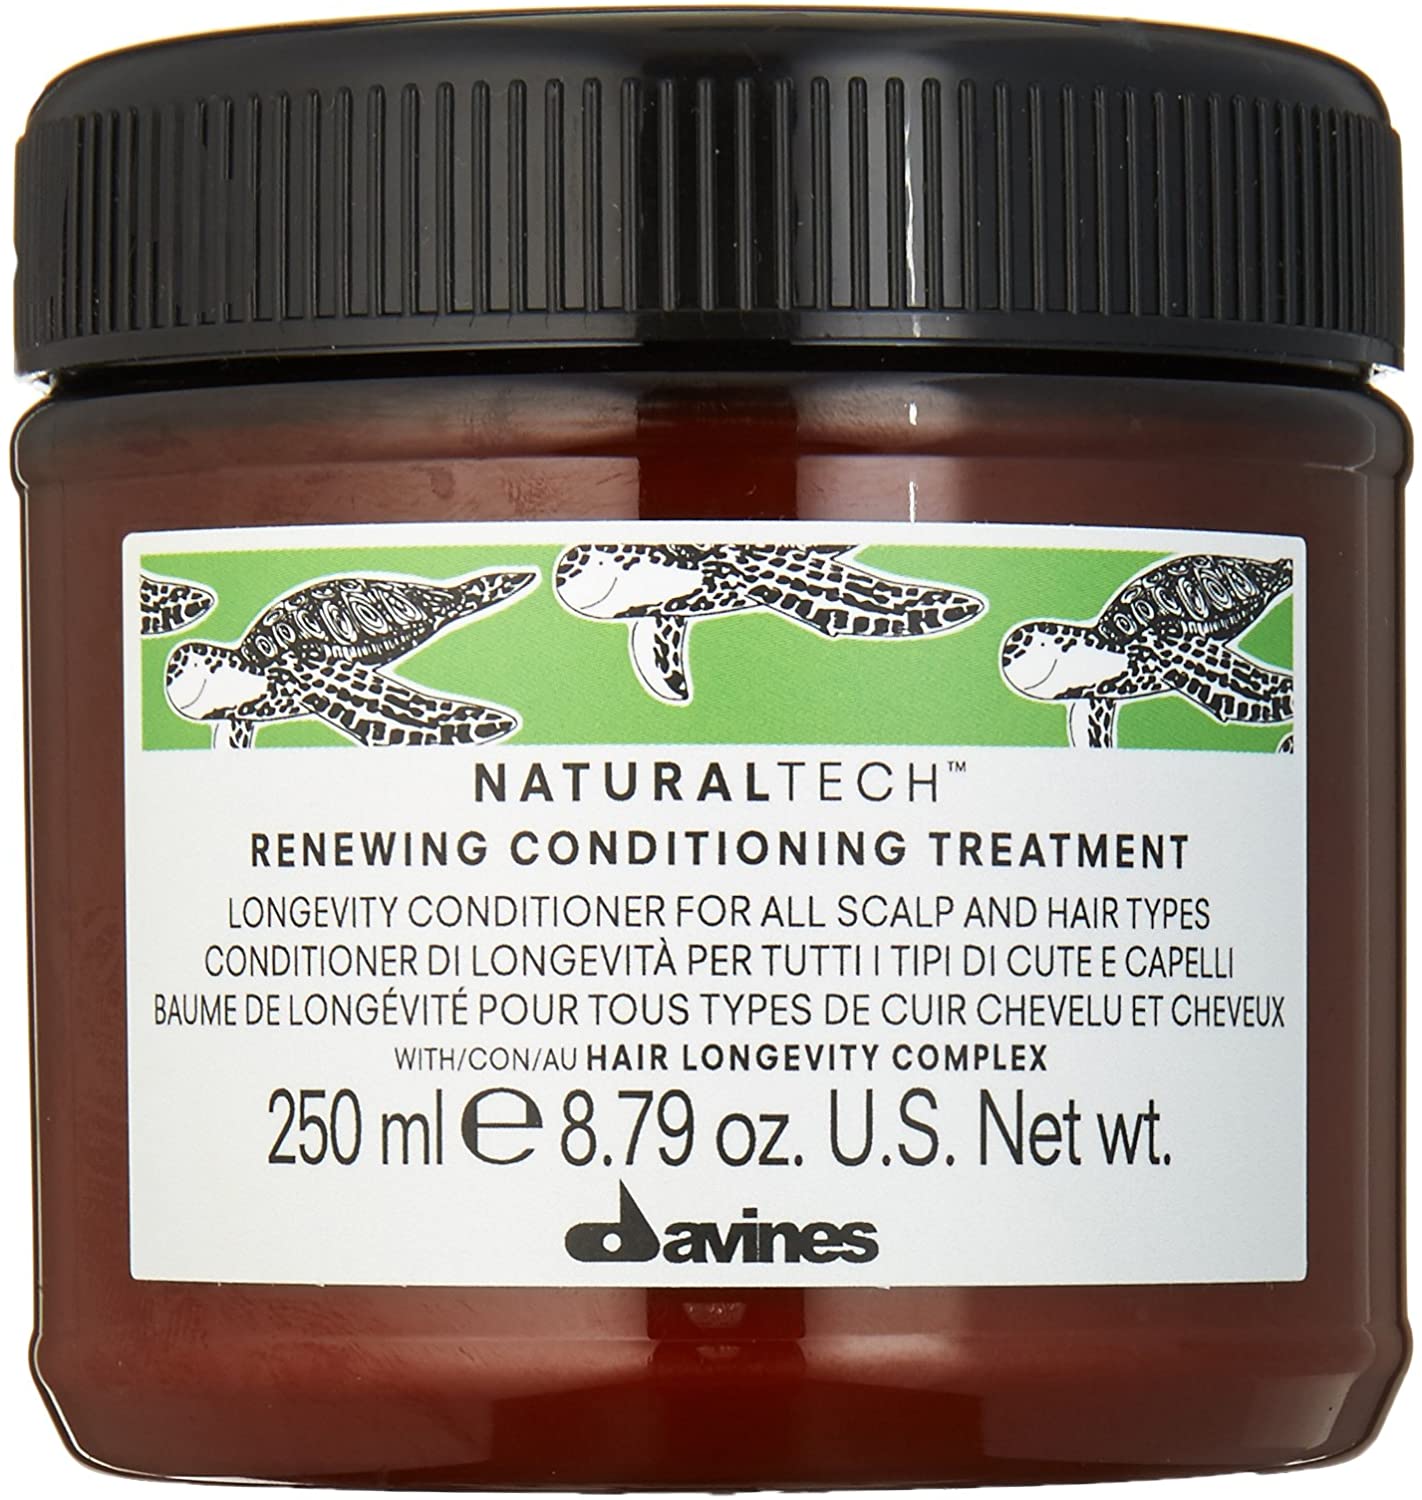 NATURALTECH™
RENEWING CONDITIONING TREATMENT
LONGEVITY CONDITIONER FOR ALL SCALP AND HAIR TYPES
CONDITIONER DI LONGEVITÀ PER TUTTI I TIPI DI CUTE E CAPELLI
BAUME DE LONGÉVITÉ POUR TOUS TYPES DE CUIR CHEVELU ET CHEVEUX
WITH/CON/AU HAIR LONGEVITY COMPLEX
250 ml e 8.79 oz. U.S. Net wt.
davines